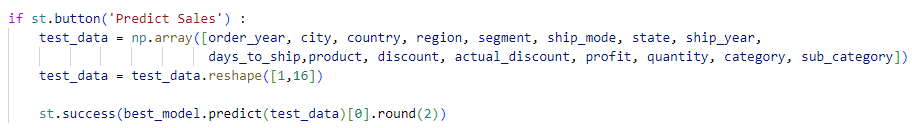 if st.button('Predict Sales') :
test_data = np.array([order_year, city, country, region, segment, ship_mode, state, ship_year,
days_to_ship,product, discount, actual_discount, profit, quantity, category, sub_category])
test_data = test_data.reshape([1,16])
st.success(best_model.predict(test_data)[0].round(2))